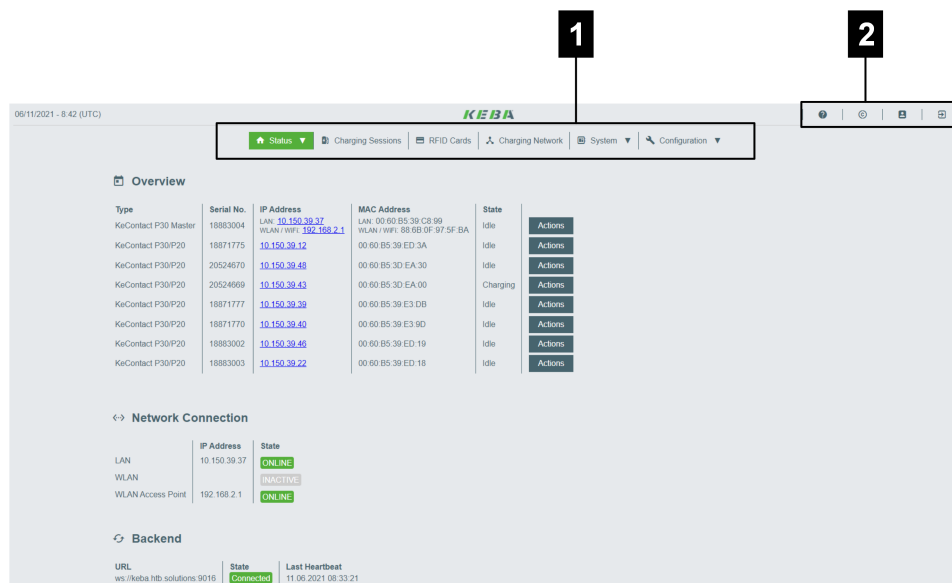 1 2
06/11/2021 - 8:42 (UTC) KEBA
Status ▼ Charging Sessions RFID Cards Charging Network System ▼ Configuration ▼
Overview
Type Serial No. IP Address MAC Address State
KeContact P30 Master 18883004 LAN: 10.150.39.37 LAN: 00:60:B5:39:C8:99 Idle Actions
WLAN / WiFi: 192.168.2.1 WLAN / WiFi: 88:6B:0F:97:5F:BA
KeContact P30/P20 18871775 10.150.39.12 00:60:B5:39:ED:3A Idle Actions
KeContact P30/P20 20524670 10.150.39.48 00:60:B5:3D:EA:30 Idle Actions
KeContact P30/P20 20524669 10.150.39.43 00:60:B5:3D:EA:00 Charging Actions
KeContact P30/P20 18871777 10.150.39.39 00:60:B5:39:E3:DB Idle Actions
KeContact P30/P20 18871770 10.150.39.40 00:60:B5:39:E3:9D Idle Actions
KeContact P30/P20 18883002 10.150.39.46 00:60:B5:39:ED:19 Idle Actions
KeContact P30/P20 18883003 10.150.39.22 00:60:B5:39:ED:18 Idle Actions
Network Connection
IP Address State
LAN 10.150.39.37 ONLINE
WLAN INACTIVE
WLAN Access Point 192.168.2.1 ONLINE
Backend
URL State Last Heartbeat
ws://keba.htb.solutions:9016 Connected 11.06.2021 08:33:21